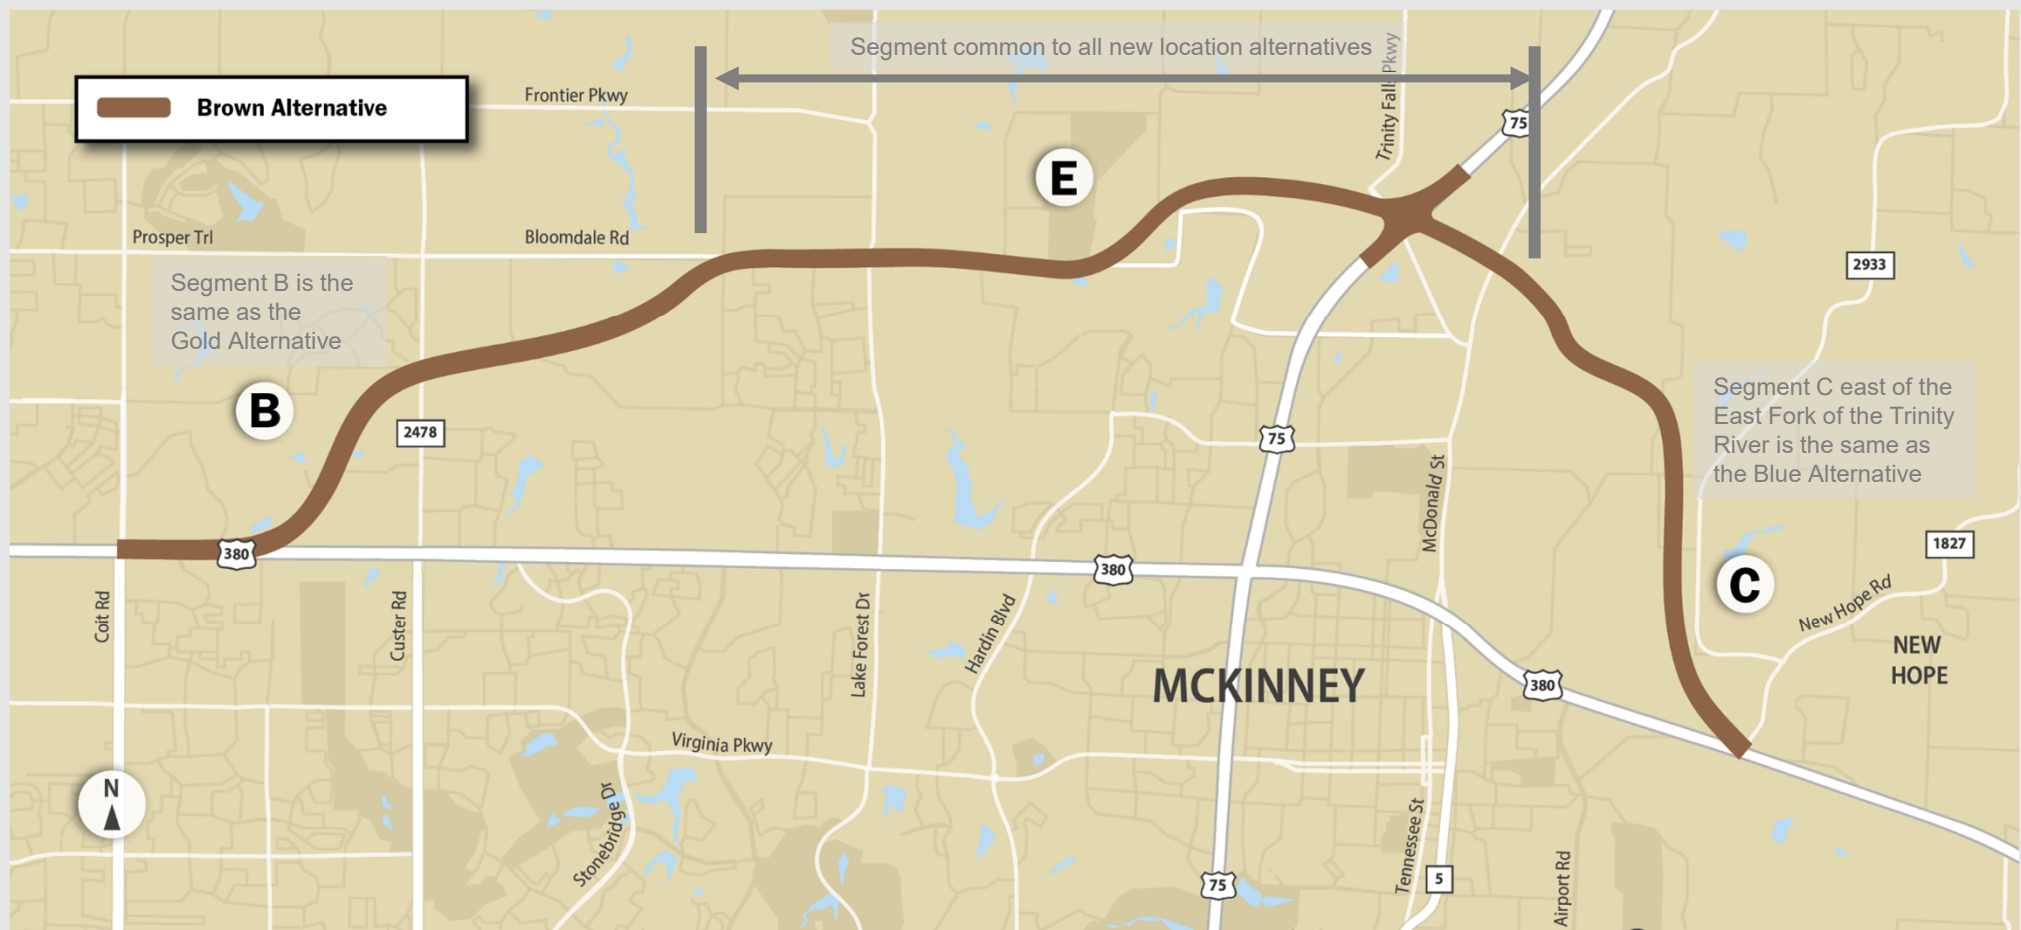 Segment common to all new location alternatives
Brown Alternative
Frontier Pkwy
Trinity Falls Pkwy
75
E
Prosper Trl
Bloomdale Rd
2933
Segment B is the
same as the
Gold Alternative
B
2478
75
Segment C east of the
East Fork of the Trinity
River is the same as
the Blue Alternative
McDonald St
380
380
1827
C
Coit Rd
Custer Rd
Lake Forest Dr
Hardin Blvd
New Hope Rd
NEW
HOPE
MCKINNEY
380
Virginia Pkwy
N
Stonebridge Dr
Tennessee St
5
75
Airport Rd